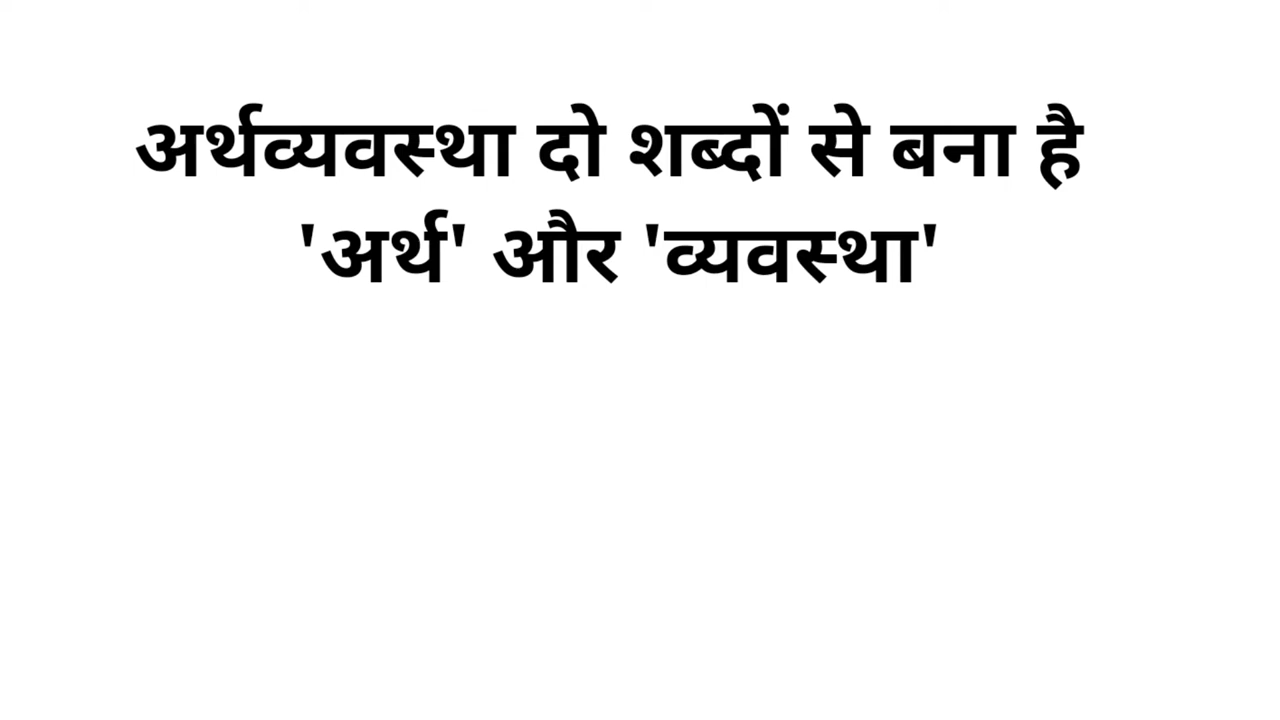 अर्थव्यवस्था दो शब्दों से बना है
'अर्थ' और 'व्यवस्था'